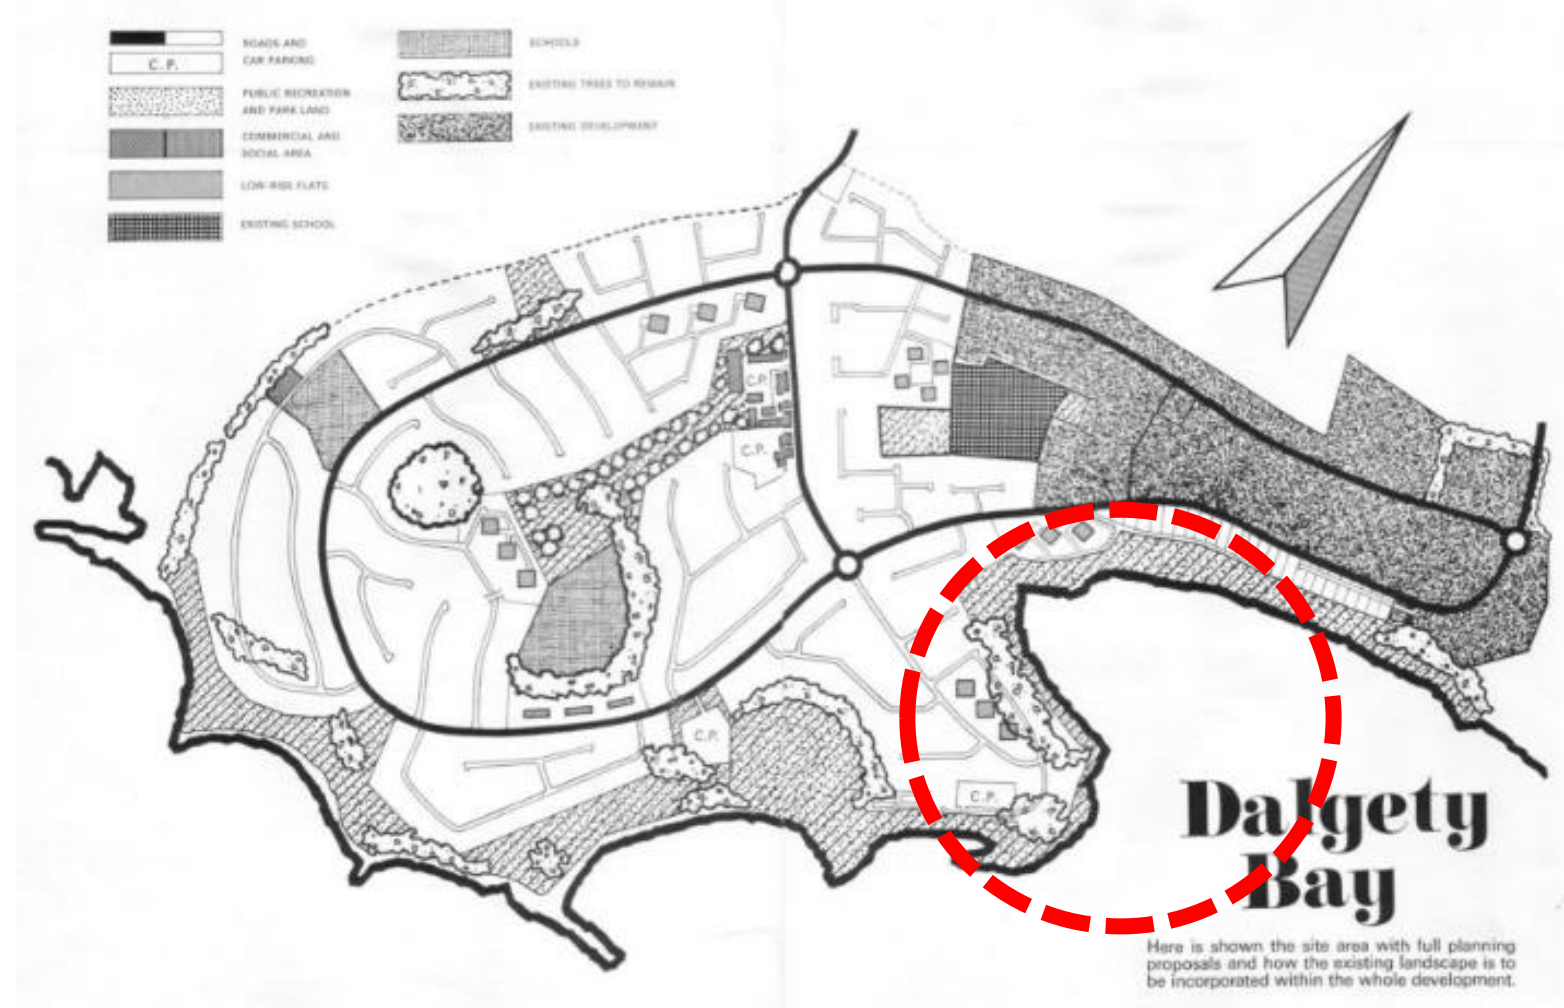 ROADS AND
CAR PARKING
C.P.
PUBLIC RECREATION
AND PARK LAND
COMMERCIAL AND
SOCIAL AREA
LOW-RISE FLATS
EXISTING SCHOOL
SCHOOLS
EXISTING TREES TO REMAIN
EXISTING DEVELOPMENT
C.P.
C.P.
C.P.
C.P.
Dalgety
Bay
Here is shown the site area with full planning
proposals and how the existing landscape is to
be incorporated within the whole development.